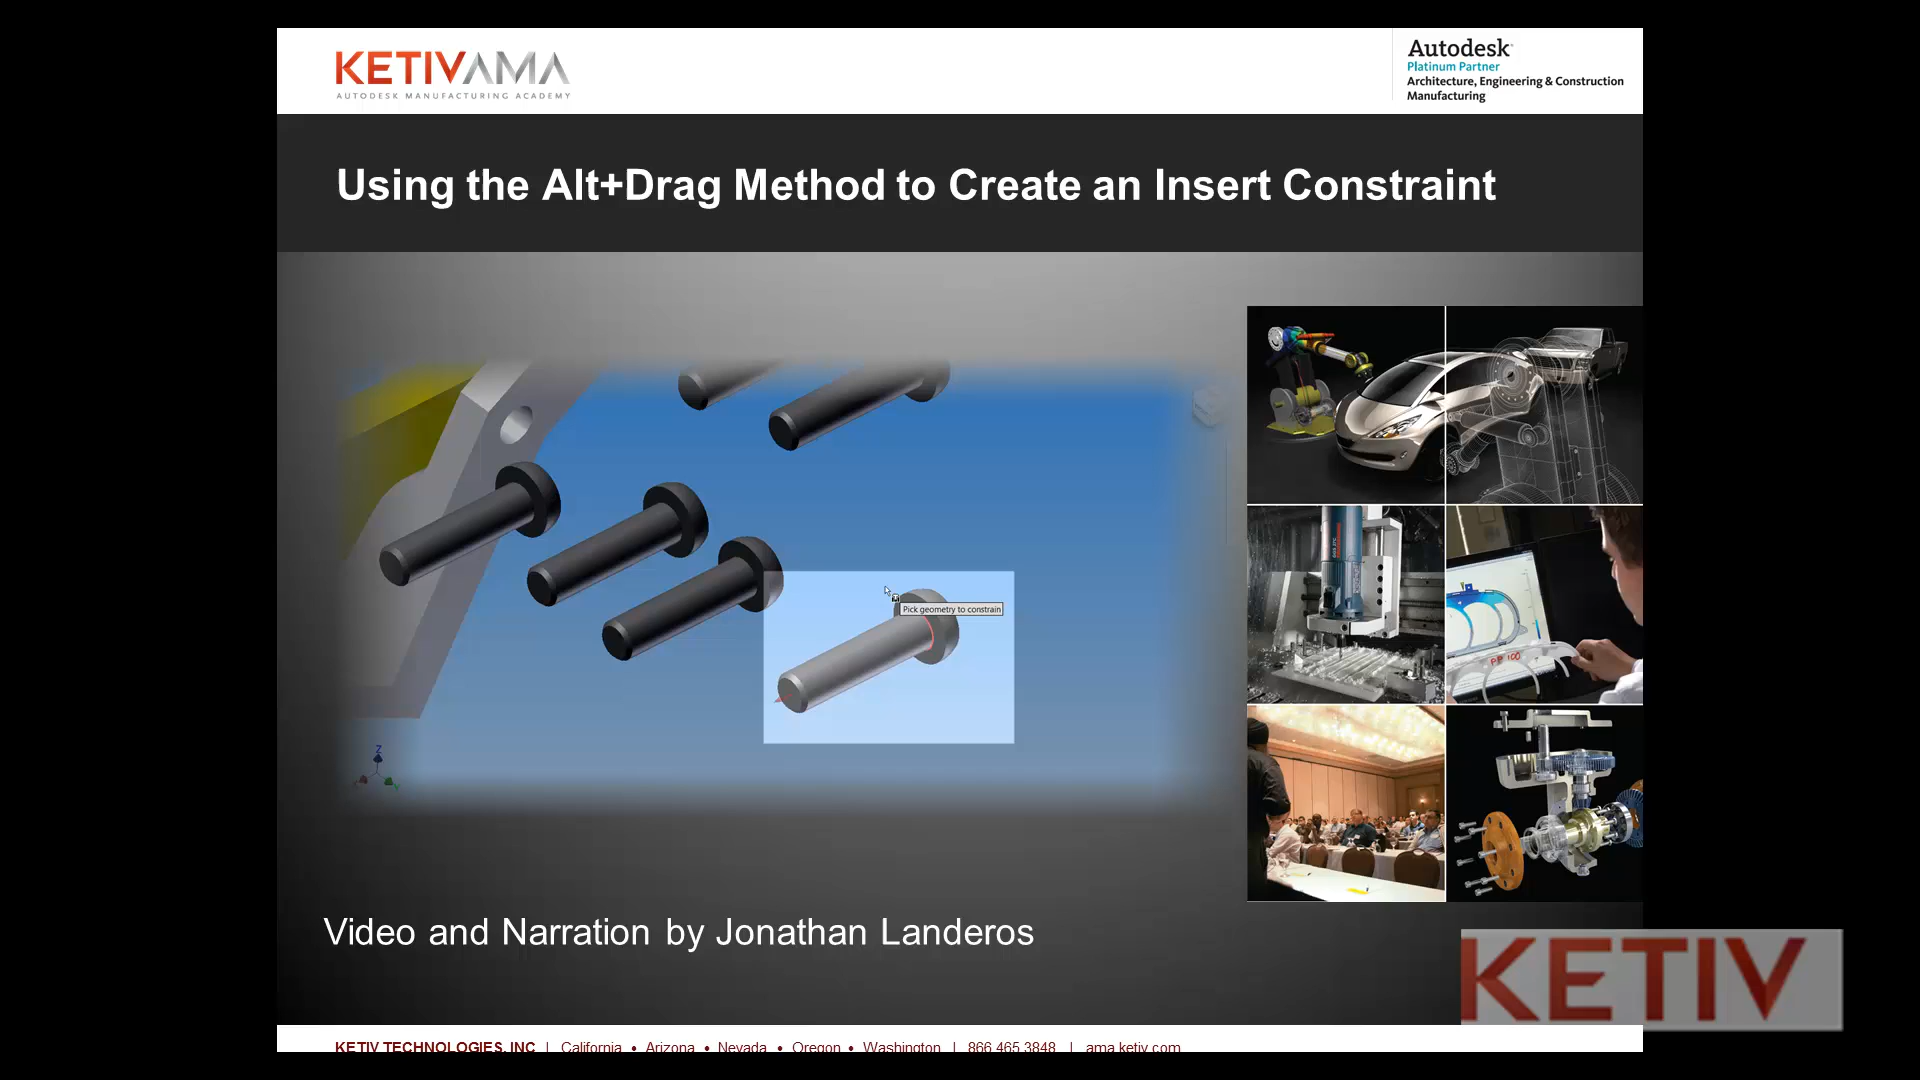 KETIVAMA
AUTODESK MANUFACTURING ACADEMY
Autodesk
Platinum Partner
Architecture, Engineering & Construction
Manufacturing
Using the Alt+Drag Method to Create an Insert Constraint
Pick geometry to constrain
Z
Y
PP 100
Video and Narration by Jonathan Landeros
KETIV
KETIV TECHNOLOGIES, INC | California • Arizona • Nevada • Oregon • Washington | 866.465.3848 | ama.ketiv.com